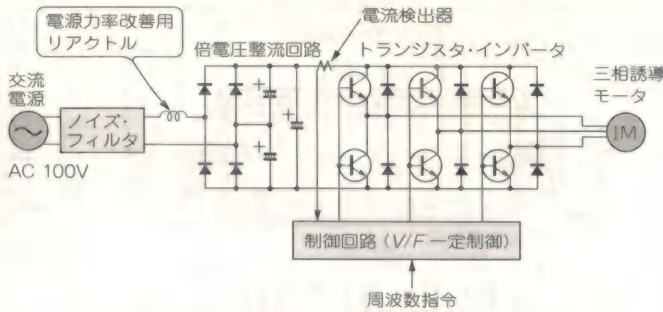 電源力率改善用
リアクトル
倍電圧整流回路
電流検出器
トランジスタ・インバータ
交流
電源
ノイズ・
フィルタ
AC 100V
三相誘導
モータ
IM
制御回路(V/F 一定制御)
周波数指令